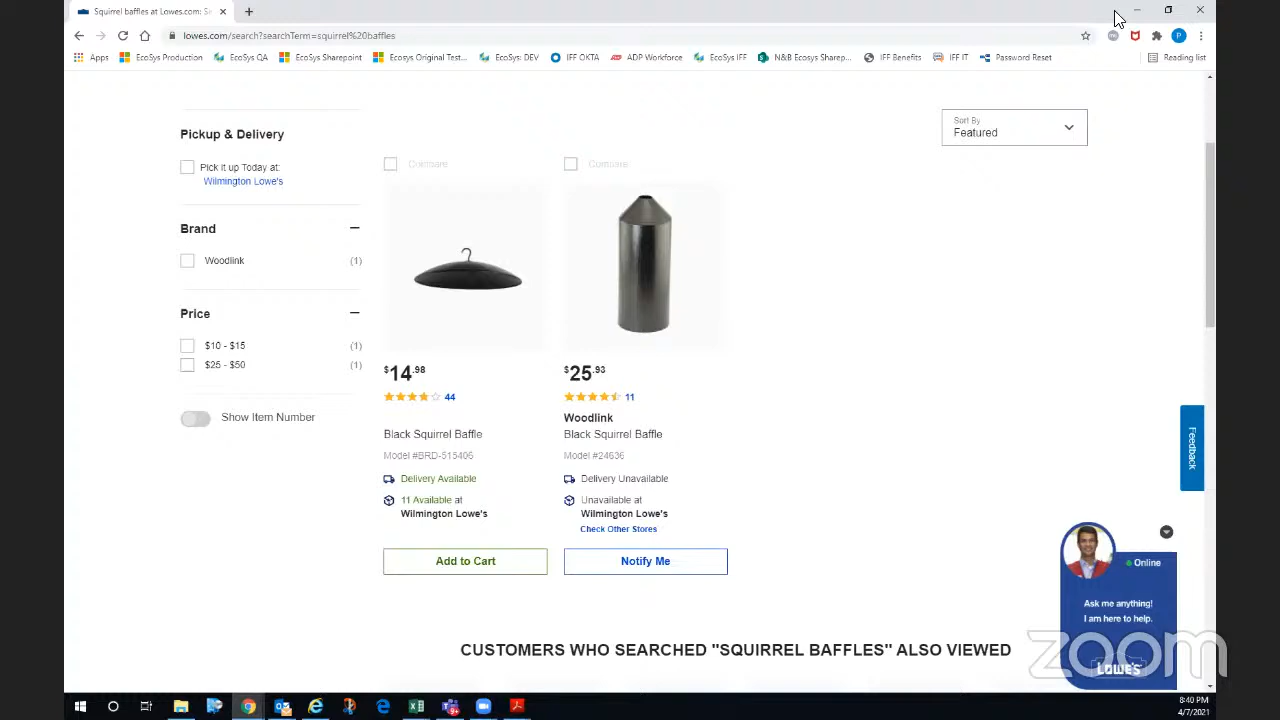 Squirrel baffles at Lowes.com: S
lowes.com/search?searchTerm=squirrel%20baffles
P
Apps
EcoSys Production
EcoSys QA
EcoSys Sharepoint
Ecosys Original Test...
EcoSys: DEV
IFF OKTA
ADP Workforce
EcoSys IFF
N&B Ecosys Sharep...
IFF Benefits
IFF IT
Password Reset
Reading list
Sort By
Featured
Pickup & Delivery
Pick it up Today at:
Wilmington Lowe's
Brand
Woodlink (1)
Price
$10 - $15 (1)
$25 - $50 (1)
Show Item Number
Compare
$14.98
44
Black Squirrel Baffle
Model #BRD-515406
Delivery Available
11 Available at
Wilmington Lowe's
Add to Cart
Compare
$25.93
11
Woodlink
Black Squirrel Baffle
Model #24636
Delivery Unavailable
Unavailable at
Wilmington Lowe's
Check Other Stores
Notify Me
Feedback
Online
Ask me anything!
I am here to help.
LOWE'S
zoom
CUSTOMERS WHO SEARCHED "SQUIRREL BAFFLES" ALSO VIEWED
8:40 PM
4/7/2021